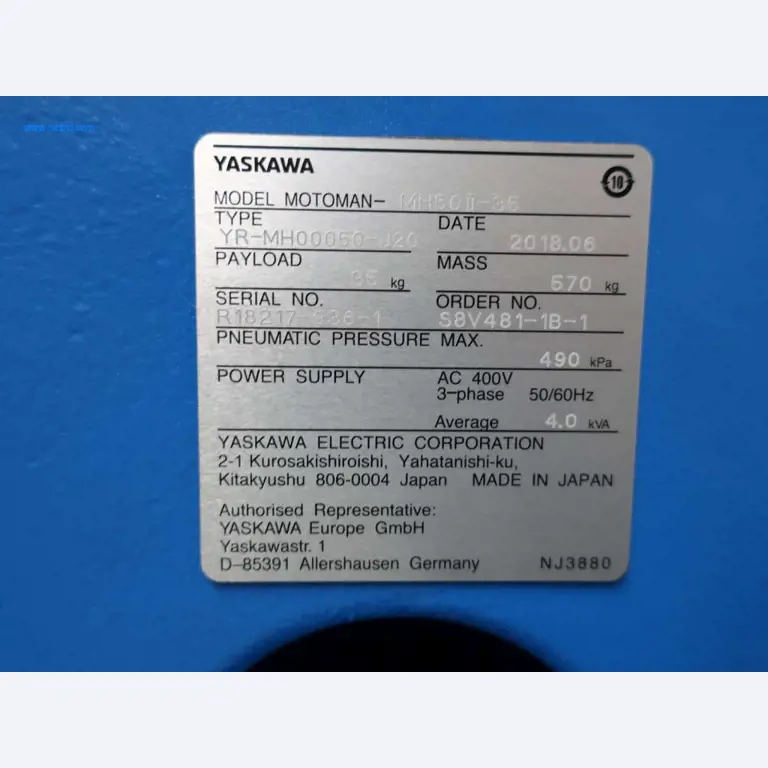 YASKAWA
10
MODEL MOTOMAN-
TYPE
DATE
2018.06
PAYLOAD
kg
MASS
570 kg
SERIAL NO.
ORDER NO.
S8V481-1B-1
PNEUMATIC PRESSURE MAX.
490 kPa
POWER SUPPLY
AC 400V
3-phase 50/60Hz
Average 4.0 kVA
YASKAWA ELECTRIC CORPORATION
2-1 Kurosakishiroishi, Yahatanishi-ku,
Kitakyushu 806-0004 Japan MADE IN JAPAN
Authorised Representative:
YASKAWA Europe GmbH
Yaskawastr. 1
D-85391 Allershausen Germany NJ3880